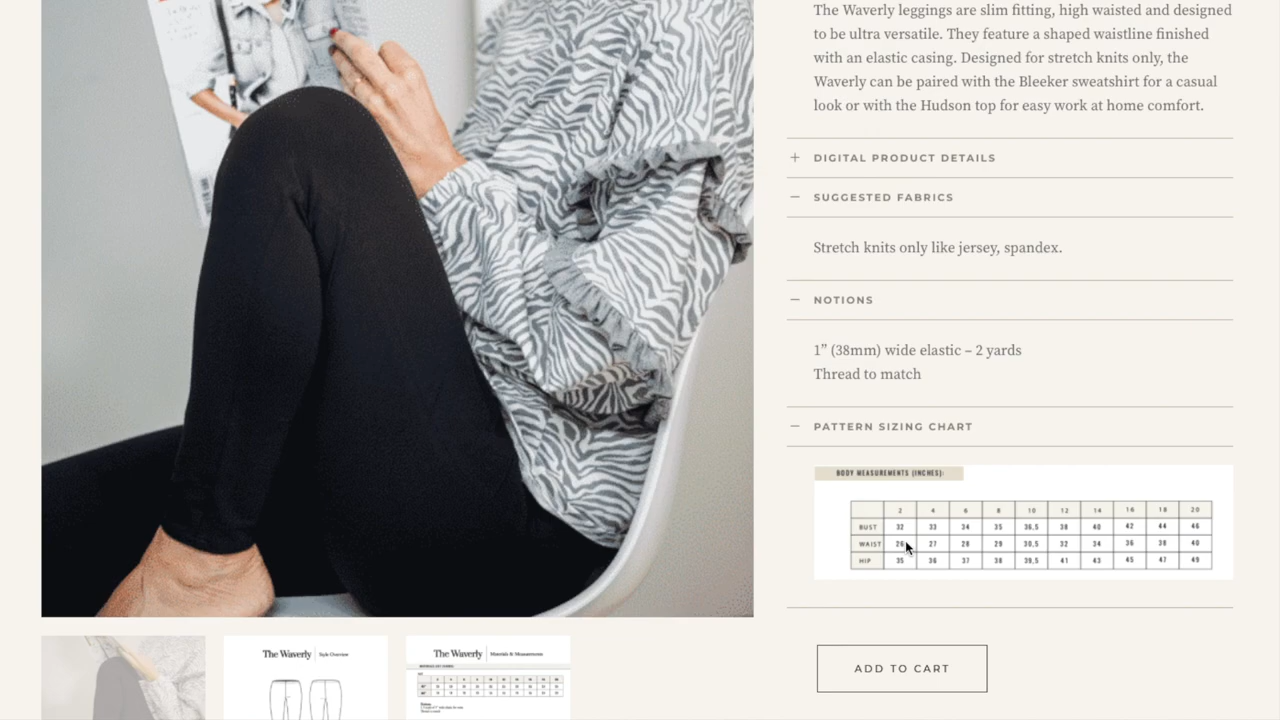 The Waverly leggings are slim fitting, high waisted and designed
to be ultra versatile. They feature a shaped waistline finished
with an elastic casing. Designed for stretch knits only, the
Waverly can be paired with the Bleeker sweatshirt for a casual
look or with the Hudson top for easy work at home comfort.
+ DIGITAL PRODUCT DETAILS
− SUGGESTED FABRICS
Stretch knits only like jersey, spandex.
− NOTIONS
1” (38mm) wide elastic – 2 yards
Thread to match
− PATTERN SIZING CHART
BODY MEASUREMENTS (INCHES):
2 4 6 8 10 12 14 16 18 20
BUST 32 33 34 35 36,5 38 40 42 44 46
WAIST 26 27 28 29 30,5 32 34 36 38 40
HIP 35 36 37 38 39,5 41 43 45 47 49
ADD TO CART
The Waverly | Style Overview
The Waverly | Materials & Measurements